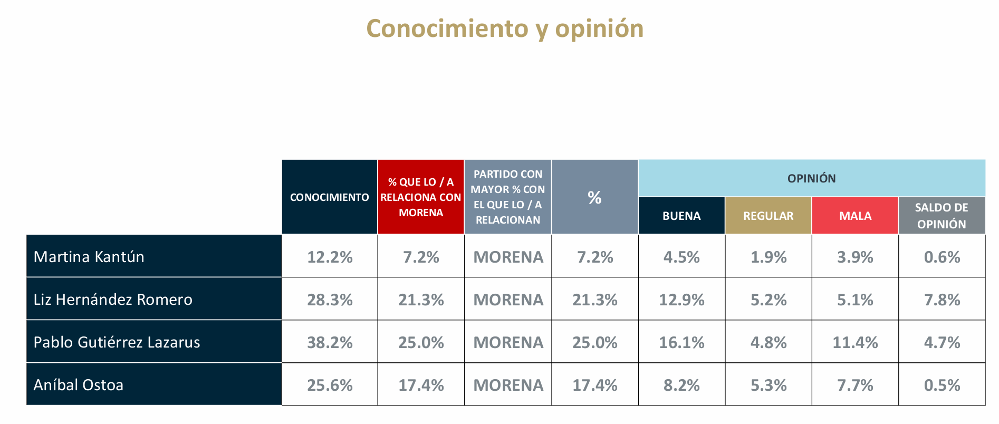 Conocimiento y opinión
CONOCIMIENTO
% QUE LO / A
RELACIONA CON
MORENA
PARTIDO CON
MAYOR % CON
EL QUE LO / A
RELACIONAN
%
OPINIÓN
BUENA
REGULAR
MALA
SALDO DE
OPINIÓN
Martina Kantún 12.2% 7.2% MORENA 7.2% 4.5% 1.9% 3.9% 0.6%
Liz Hernández Romero 28.3% 21.3% MORENA 21.3% 12.9% 5.2% 5.1% 7.8%
Pablo Gutiérrez Lazarus 38.2% 25.0% MORENA 25.0% 16.1% 4.8% 11.4% 4.7%
Aníbal Ostoa 25.6% 17.4% MORENA 17.4% 8.2% 5.3% 7.7% 0.5%